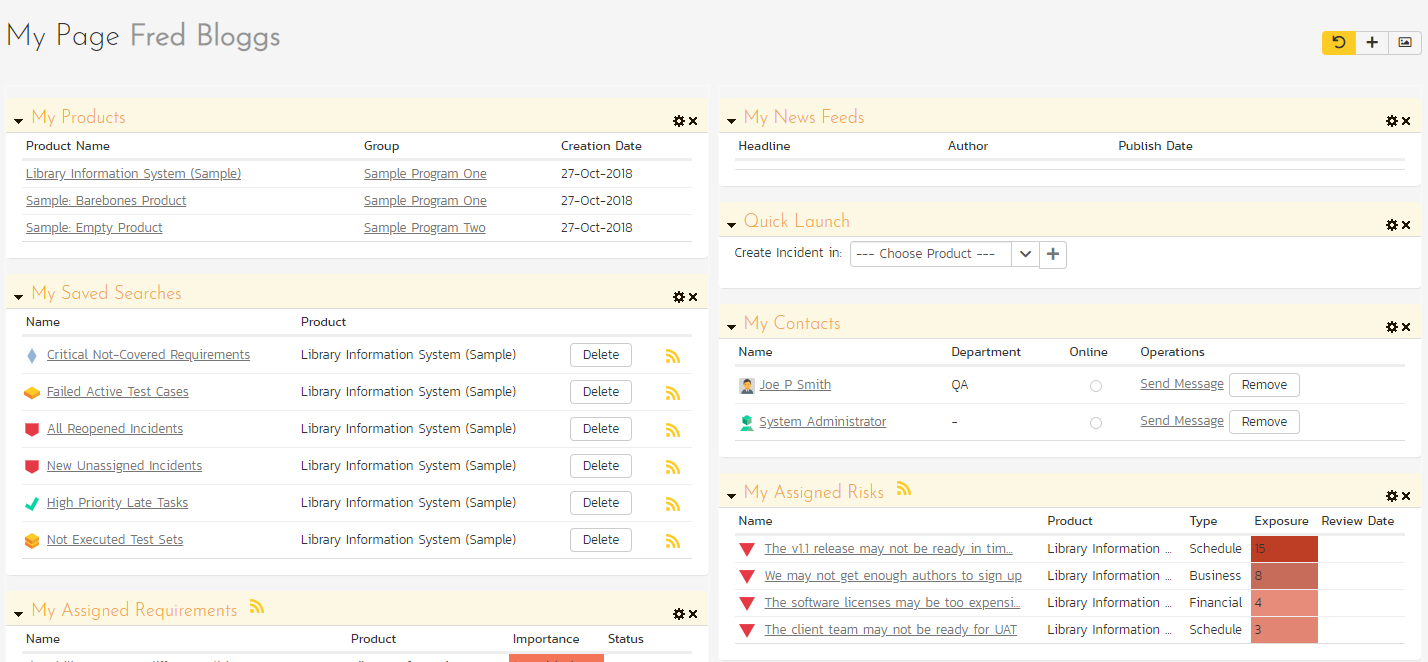 My Page Fred Bloggs
My Products
Product Name Group Creation Date
Library Information System (Sample) Sample Program One 27-Oct-2018
Sample: Barebones Product Sample Program One 27-Oct-2018
Sample: Empty Product Sample Program Two 27-Oct-2018
My Saved Searches
Name Product
Critical Not-Covered Requirements Library Information System (Sample) Delete
Failed Active Test Cases Library Information System (Sample) Delete
All Reopened Incidents Library Information System (Sample) Delete
New Unassigned Incidents Library Information System (Sample) Delete
High Priority Late Tasks Library Information System (Sample) Delete
Not Executed Test Sets Library Information System (Sample) Delete
My Assigned Requirements
Name Product Importance Status
My News Feeds
Headline Author Publish Date
Quick Launch
Create Incident in: --- Choose Product ---
My Contacts
Name Department Online Operations
Joe P Smith QA Send Message Remove
System Administrator - Send Message Remove
My Assigned Risks
Name Product Type Exposure Review Date
The v1.1 release may not be ready in tim... Library Information ... Schedule 15
We may not get enough authors to sign up Library Information ... Business 8
The software licenses may be too expensi... Library Information ... Financial 4
The client team may not be ready for UAT Library Information ... Schedule 3